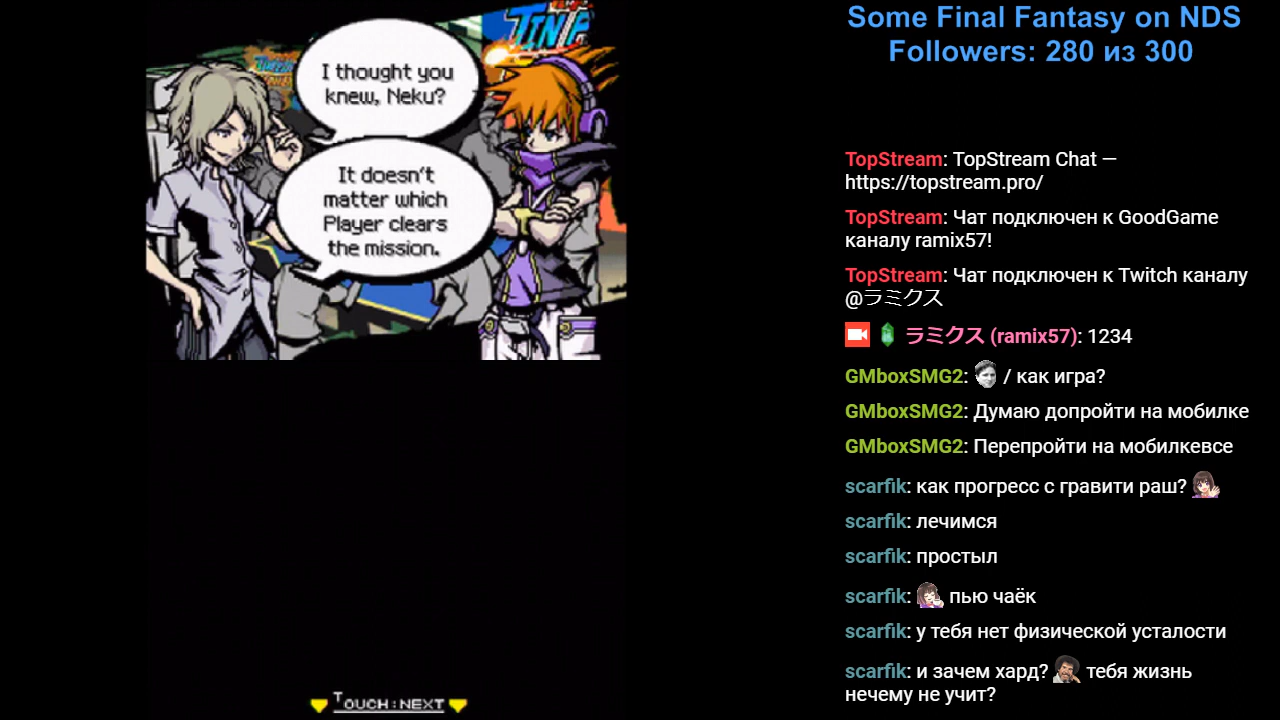 I thought you
knew, Neku?
It doesn't
matter which
Player clears
the mission.
TOUCH:NEXT
Some Final Fantasy on NDS
Followers: 280 из 300
TopStream: TopStream Chat —
https://topstream.pro/
TopStream: Чат подключен к GoodGame
каналу ramix57!
TopStream: Чат подключен к Twitch каналу
@ラミクス
ラミクス (ramix57): 1234
GMboxSMG2: / как игра?
GMboxSMG2: Думаю допройти на мобилке
GMboxSMG2: Перепройти на мобилкевсе
scarfik: как прогресс с гравити раш?
scarfik: лечимся
scarfik: простыл
scarfik: пью чаёк
scarfik: у тебя нет физической усталости
scarfik: и зачем хард? тебя жизнь
нечему не учит?